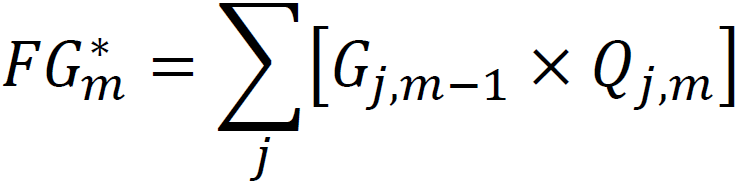 FG*_m = ∑_j [G_{j,m−1} × Q_{j,m}]